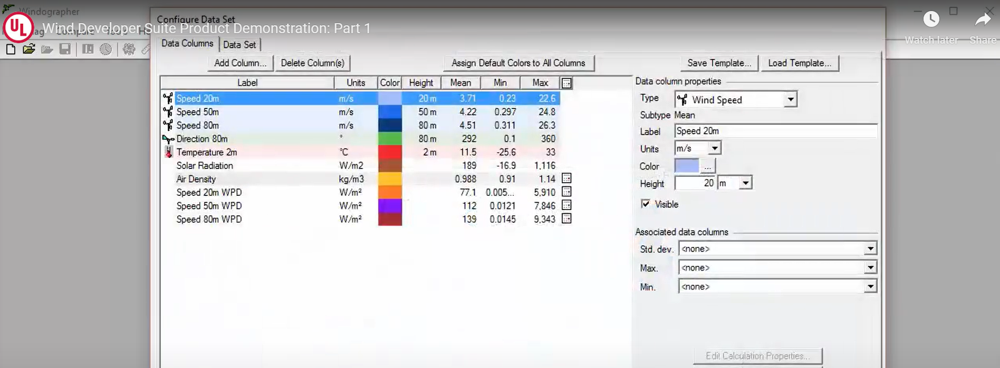 Windographer
Configure Data Set
UL
Wind Developer Suite Product Demonstration: Part 1
Watch later
Share
Data Columns
Data Set
Add Column...
Delete Column(s)
Assign Default Colors to All Columns
Save Template...
Load Template...
Label Units Color Height Mean Min Max
Speed 20m m/s 20 m 3.71 0.23 22.6
Speed 50m m/s 50 m 4.22 0.297 24.8
Speed 80m m/s 80 m 4.51 0.311 26.3
Direction 80m ° 80 m 292 0.1 360
Temperature 2m °C 2 m 11.5 -25.6 33
Solar Radiation W/m2 189 -16.9 1,116
Air Density kg/m3 0.988 0.91 1.14
Speed 20m WPD W/m² 77.1 0.005... 5,910
Speed 50m WPD W/m² 112 0.0121 7,846
Speed 80m WPD W/m² 139 0.0145 9,343
Data column properties
Type Wind Speed
Subtype Mean
Label Speed 20m
Units m/s
Color ...
Height 20 m
Visible
Associated data columns
Std. dev. <none>
Max. <none>
Min. <none>
Edit Calculation Properties...